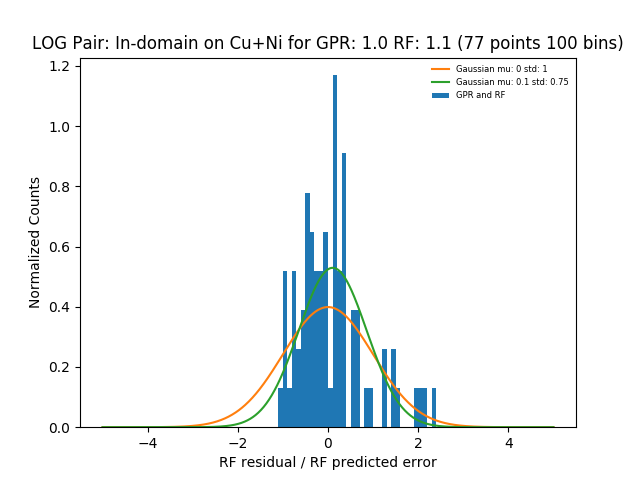 LOG Pair: In-domain on Cu+Ni for GPR: 1.0 RF: 1.1 (77 points 100 bins)
Gaussian mu: 0 std: 1
Gaussian mu: 0.1 std: 0.75
GPR and RF
Normalized Counts
1.2
1.0
0.8
0.6
0.4
0.2
0.0
−4
−2
0
2
4
RF residual / RF predicted error